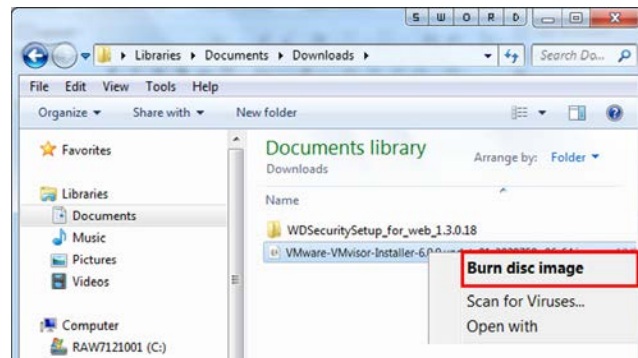 S W O R D
Libraries Documents Downloads
Search Do...
File Edit View Tools Help
Organize Share with New folder
Favorites
Libraries
Documents
Music
Pictures
Videos
Computer
RAW7121001 (C:)
Documents library
Downloads
Arrange by: Folder
Name
WDSecuritySetup_for_web_1.3.0.18
VMware-VMvisor-Installer-6.0.0
Burn disc image
Scan for Viruses...
Open with